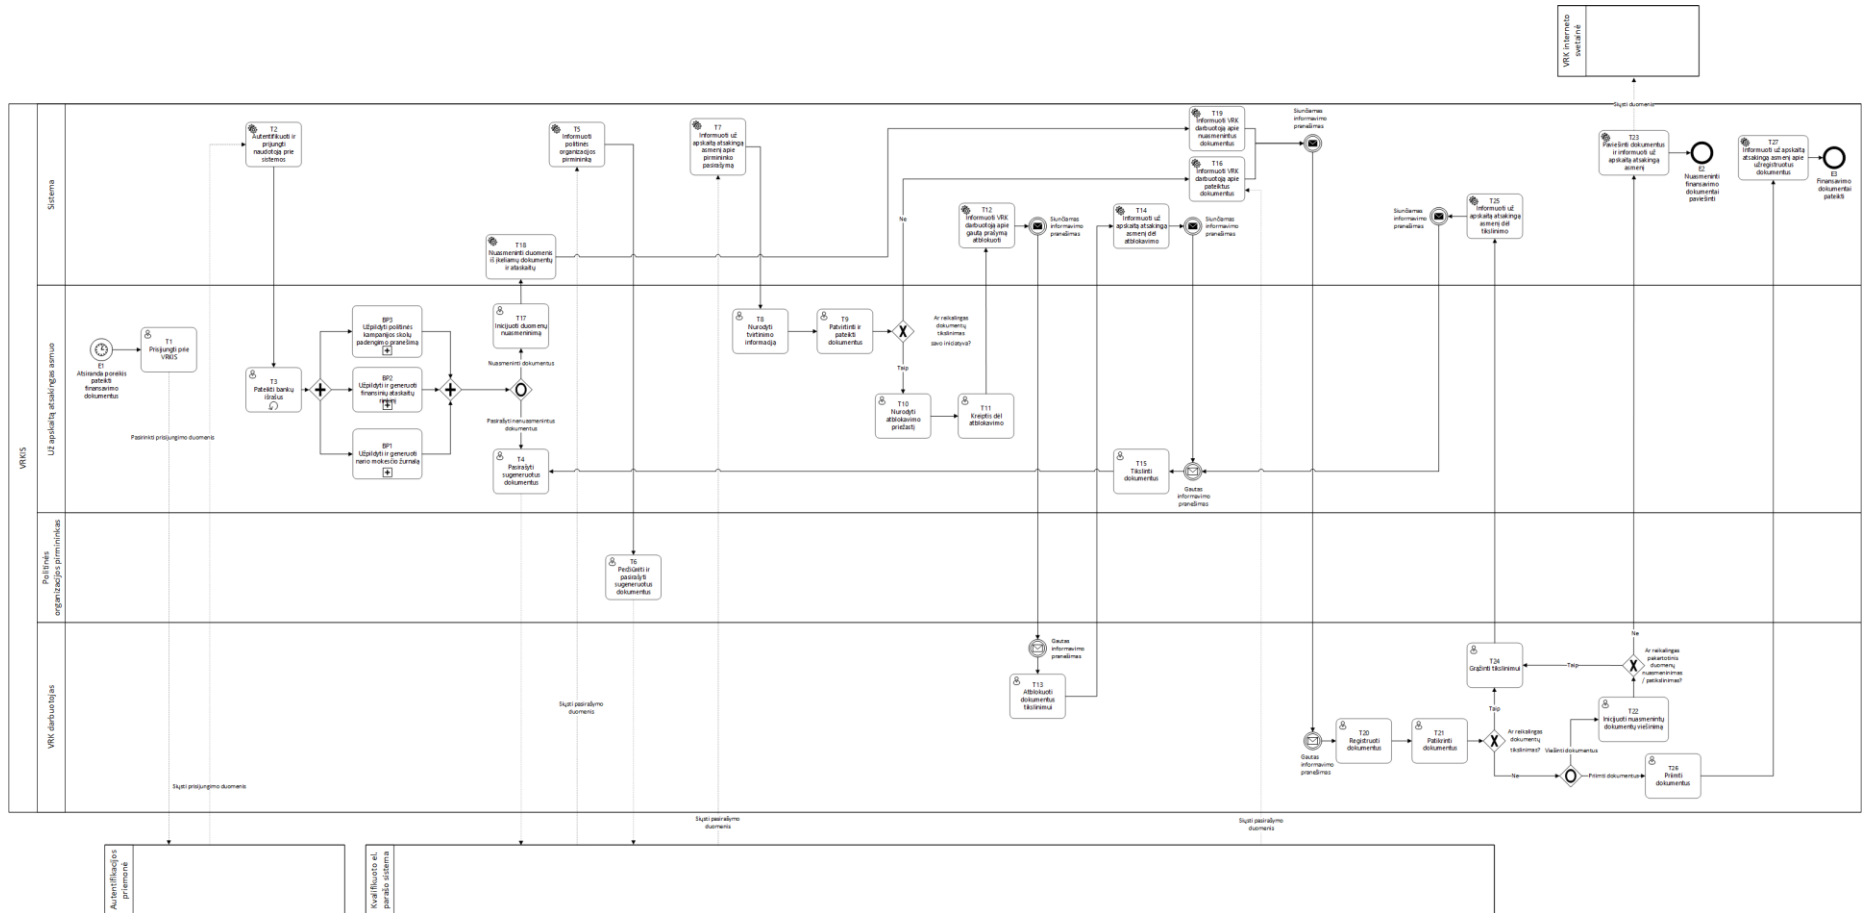 VRK interneto
svetainė
Siųsti duomenis
VRKIS
Sistema
T2
Autentifikuoti ir
prijungti
naudotoją prie
sistemos
T5
Informuoti
politinės
organizacijos
pirmininką
T7
Informuoti už
apskaitą atsakingą
asmenį apie
pirmininko
pasirašymą
T19
Informuoti VRK
darbuotoją apie
nuasmenintus
dokumentus
T16
Informuoti VRK
darbuotoją apie
pateiktus
dokumentus
Siunčiamas
informavimo
pranešimas
T12
Informuoti VRK
darbuotoją apie
gautą prašymą
atblokuoti
Siunčiamas
informavimo
pranešimas
T14
Informuoti už
apskaitą atsakingą
asmenį dėl
atblokavimo
Siunčiamas
informavimo
pranešimas
Siunčiamas
informavimo
pranešimas
T25
Informuoti už
apskaitą atsakingą
asmenį dėl
tikslinimo
T23
Paviešinti dokumentus
ir informuoti už
apskaitą atsakingą
asmenį
E2
Nuasmeninti
finansavimo
dokumentai
paviešinti
T27
Informuoti už apskaitą
atsakingą asmenį apie
užregistruotus
dokumentus
E3
Finansavimo
dokumentai
pateikti
T18
Nuasmeninti duomenis
iš įkeliamų dokumentų
ir ataskaitų
Ne
Už apskaitą atsakingas asmuo
E1
Atsiranda poreikis
pateikti
finansavimo
dokumentus
T1
Prisijungti prie
VRKIS
T3
Pateikti bankų
išrašus
BP3
Užpildyti politinės
kampanijos skolų
padengimo pranešimą
BP2
Užpildyti ir generuoti
finansinių ataskaitų
rinkinį
BP1
Užpildyti ir generuoti
nario mokesčio žurnalą
T17
Inicijuoti duomenų
nuasmeninimą
Nuasmeninti dokumentus
Pasirašyti nenuasmenintus
dokumentus
T4
Pasirašyti
sugeneruotus
dokumentus
T8
Nurodyti
tvirtinimo
informaciją
T9
Patvirtinti ir
pateikti
dokumentus
Ar reikalingas
dokumentų
tikslinimas
savo iniciatyva?
Taip
T10
Nurodyti
atblokavimo
priežastį
T11
Kreiptis dėl
atblokavimo
T15
Tikslinti
dokumentus
Gautas
informavimo
pranešimas
Pasirinkti prisijungimo duomenis
Politinės
organizacijos pirmininkas
T6
Peržiūrėti ir
pasirašyti
sugeneruotus
dokumentus
VRK darbuotojas
Gautas
informavimo
pranešimas
T13
Atblokuoti
dokumentus
tikslinimui
Gautas
informavimo
pranešimas
T20
Registruoti
dokumentus
T21
Patikrinti
dokumentus
Ar reikalingas
dokumentų
tikslinimas?
Taip
Ne
T24
Grąžinti tikslinimui
Taip
Ne
Ar reikalingas
pakartotinis
duomenų
nuasmeninimas
/ patikslinimas?
T22
Inicijuoti nuasmenintų
dokumentų viešinimą
Viešinti dokumentus
Priimti dokumentus
T26
Priimti
dokumentus
Siųsti pasirašymo
duomenis
Siųsti prisijungimo duomenis
Siųsti pasirašymo
duomenis
Siųsti pasirašymo
duomenis
Autentifikacijos
priemonė
Kvalifikuoto el.
parašo sistema